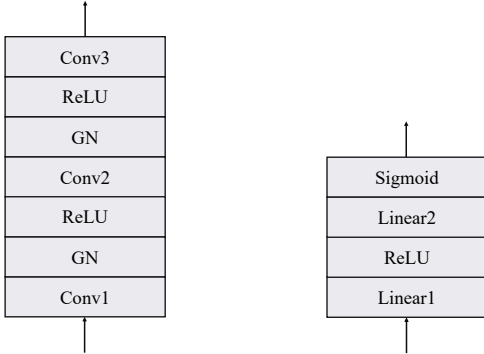 Conv3
ReLU
GN
Conv2
ReLU
GN
Conv1
Sigmoid
Linear2
ReLU
Linear1